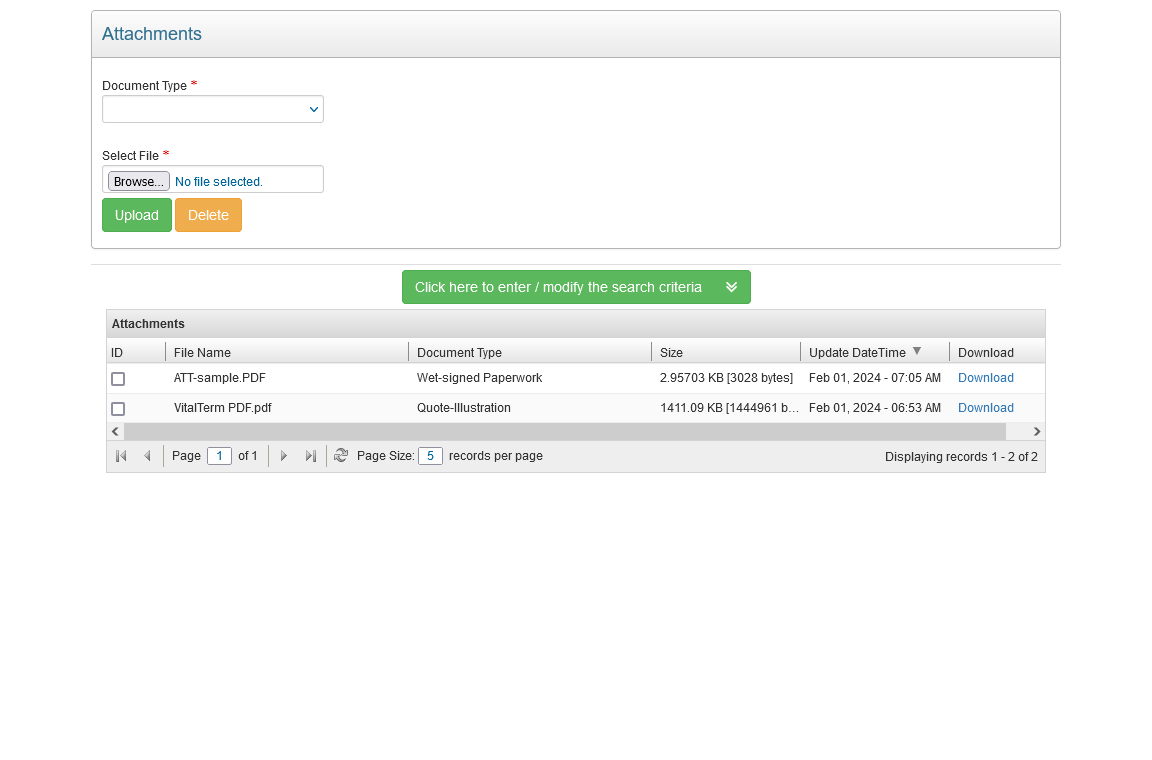 Attachments
Document Type *
Select File *
Browse... No file selected.
Upload Delete
Click here to enter / modify the search criteria
Attachments
ID File Name Document Type Size Update DateTime Download
ATT-sample.PDF Wet-signed Paperwork 2.95703 KB [3028 bytes] Feb 01, 2024 - 07:05 AM Download
VitalTerm PDF.pdf Quote-Illustration 1411.09 KB [1444961 b... Feb 01, 2024 - 06:53 AM Download
Page 1 of 1 Page Size: 5 records per page Displaying records 1 - 2 of 2